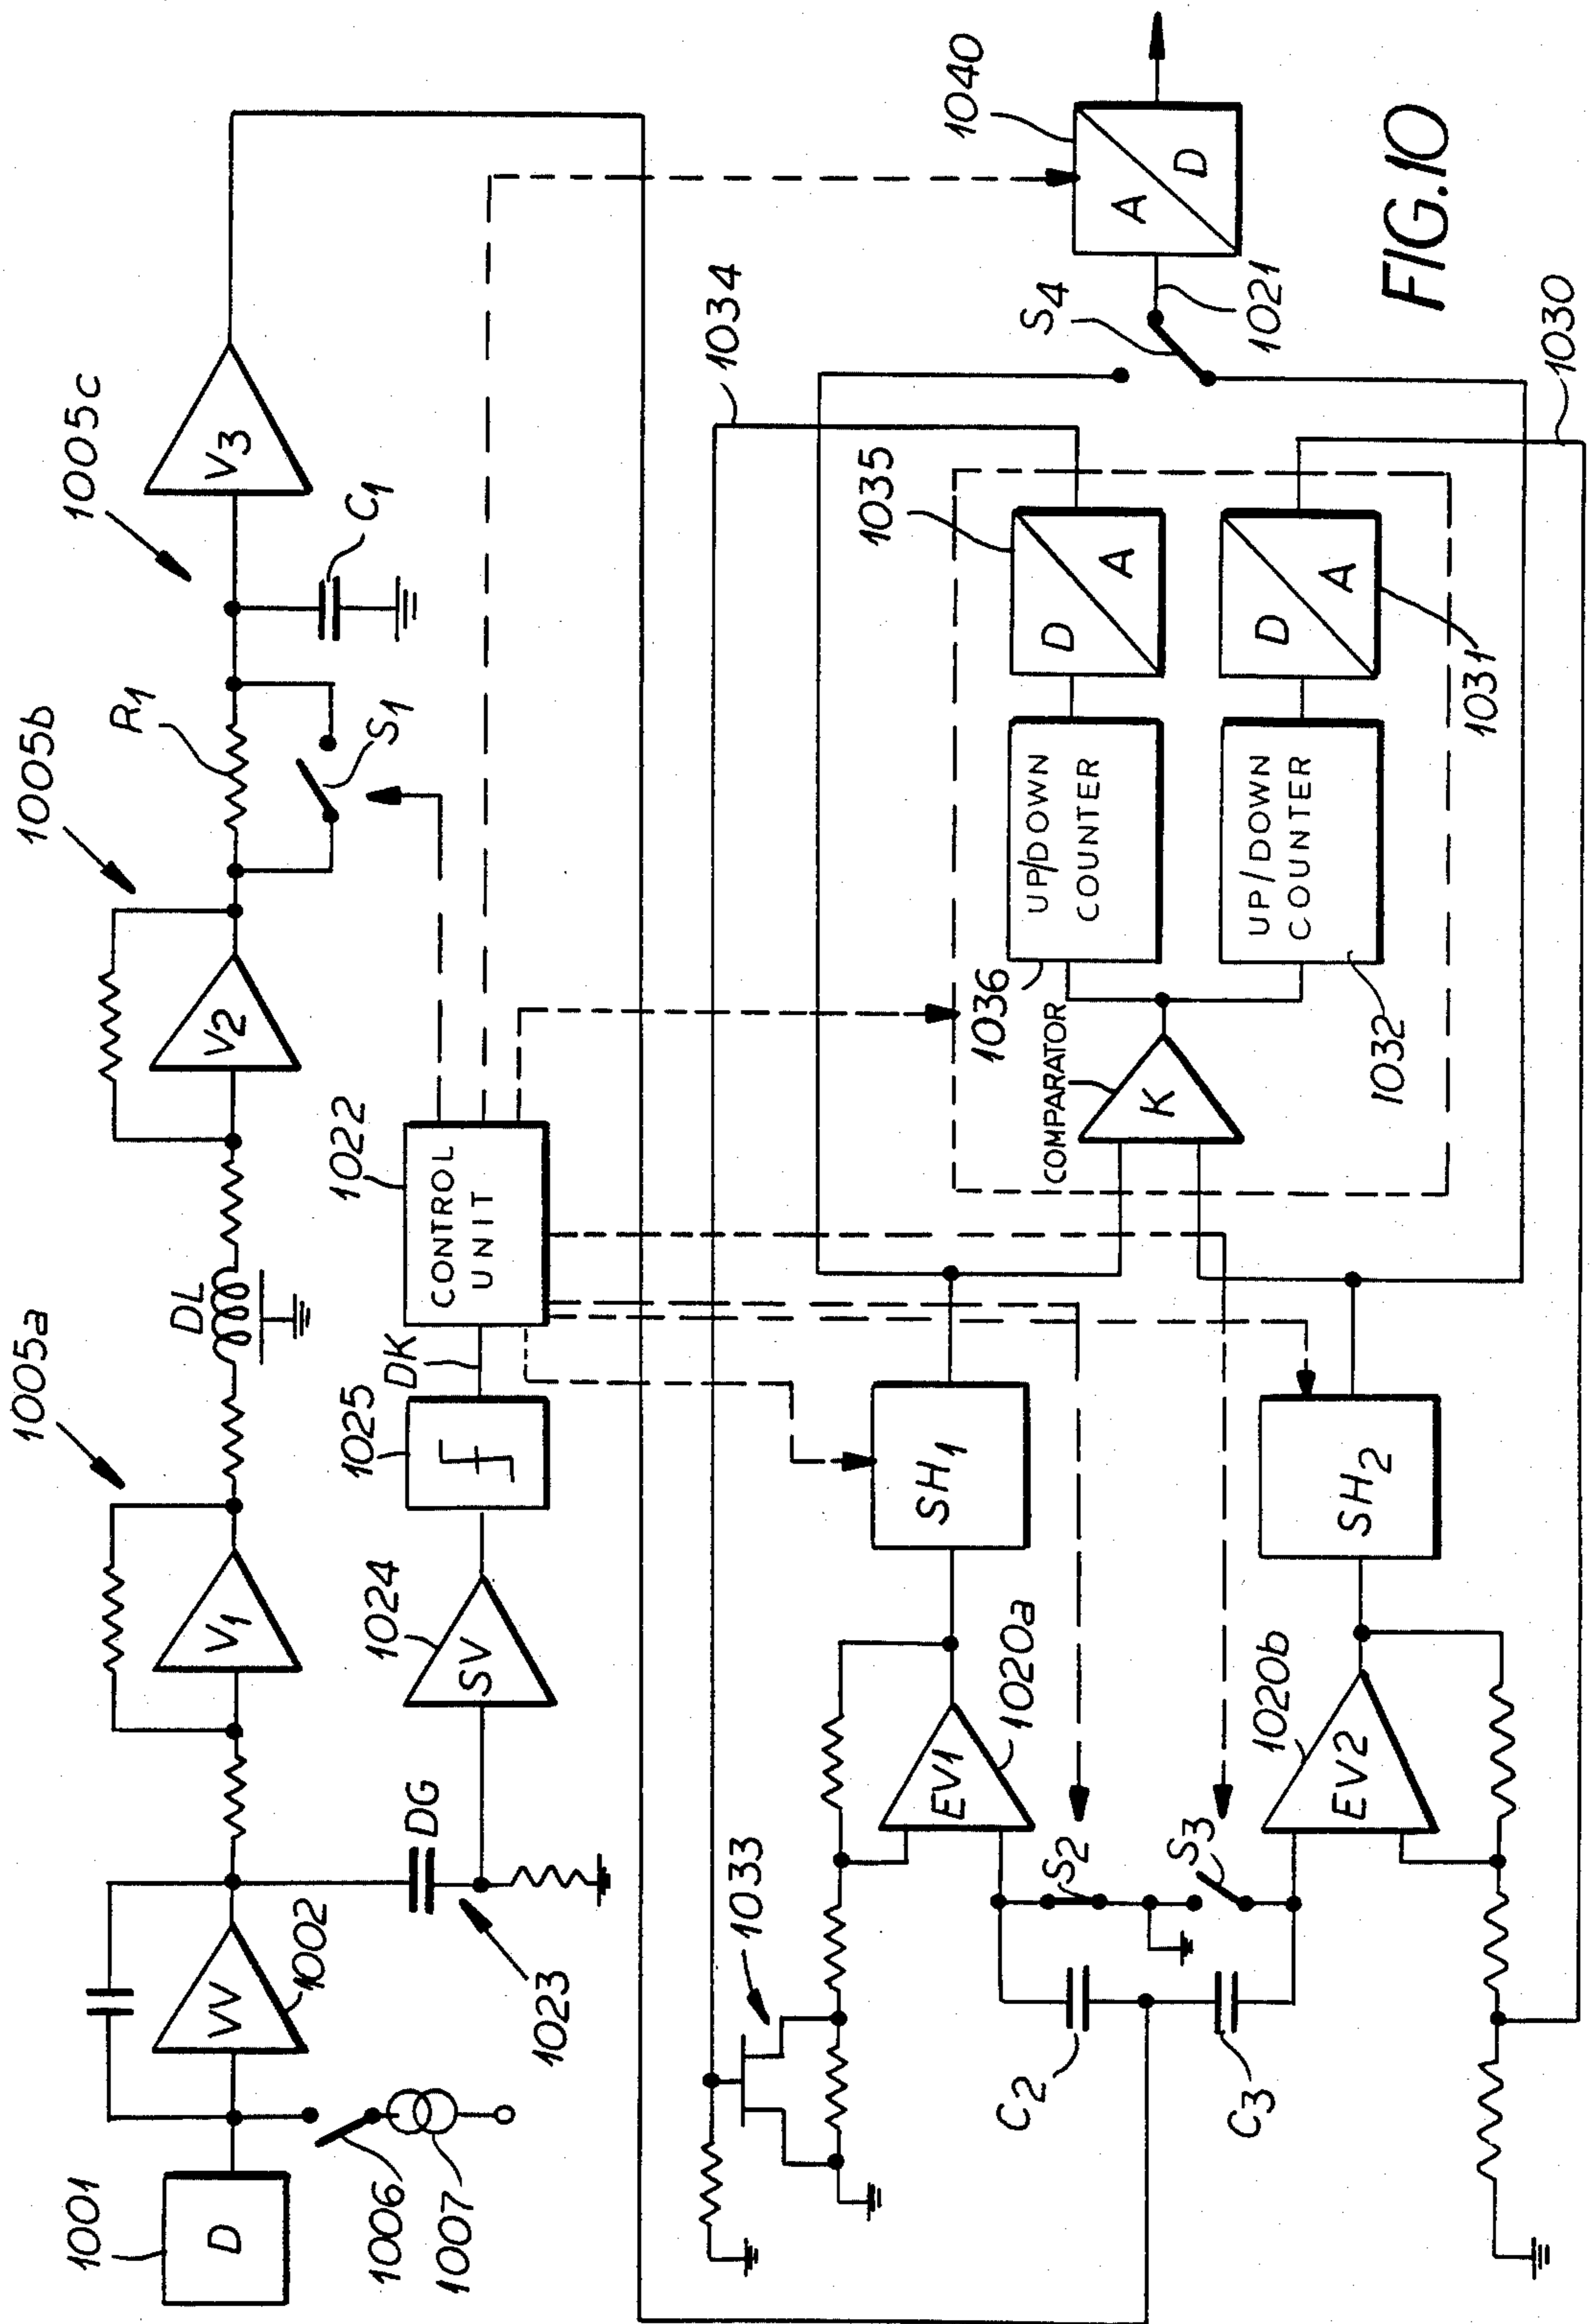 1001
D
1006
1007
VV
1002
1023
DG
V1
1005a
DL
SV
1024
1025
DK
CONTROL
UNIT
1022
V2
1005b
R1
S1
1005c
C1
V3
1033
C2
C3
S2
S3
EV1
1020a
EV2
1020b
SH1
SH2
COMPARATOR
K
1036
UP/DOWN
COUNTER
UP/DOWN
COUNTER
1032
D
A
1035
D
A
1031
1034
S4
1021
1030
A
D
1040
FIG.10